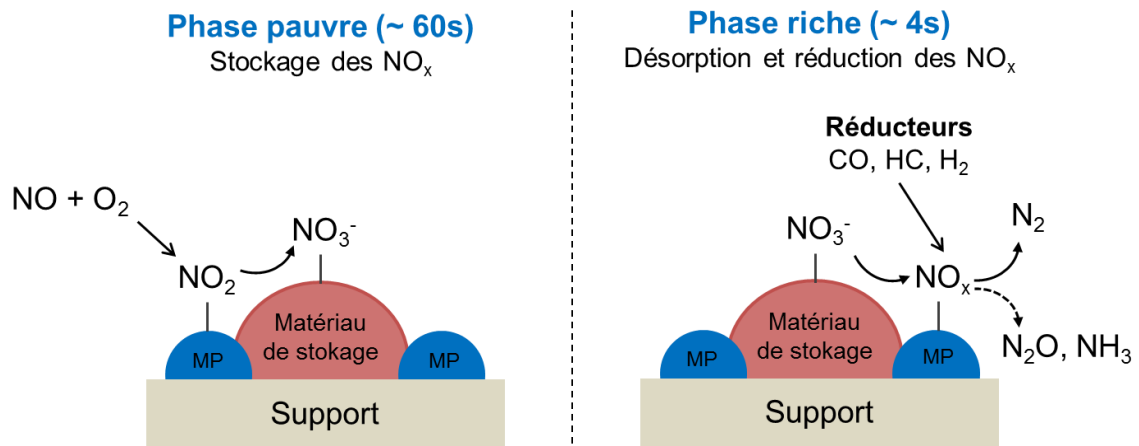 Phase pauvre (~ 60s)
Stockage des NOₓ
NO + O₂
NO₂
NO₃⁻
MP
Matériau
de stokage
MP
Support
Phase riche (~ 4s)
Désorption et réduction des NOₓ
Réducteurs
CO, HC, H₂
NO₃⁻
NOₓ
N₂
N₂O, NH₃
MP
Matériau
de stokage
MP
Support